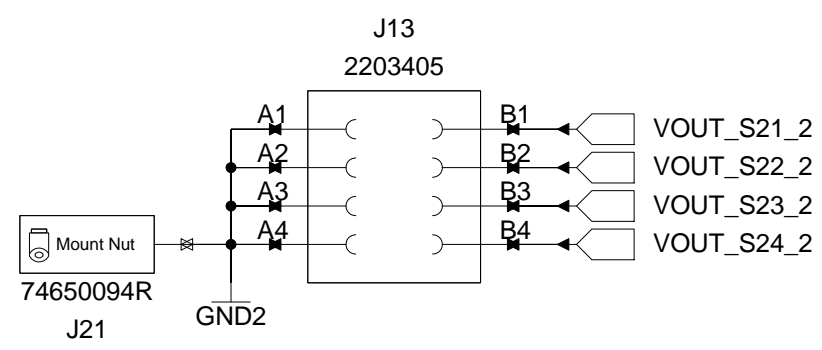 J13
2203405
A1 B1 VOUT_S21_2
A2 B2 VOUT_S22_2
A3 B3 VOUT_S23_2
A4 B4 VOUT_S24_2
Mount Nut
74650094R
J21
GND2